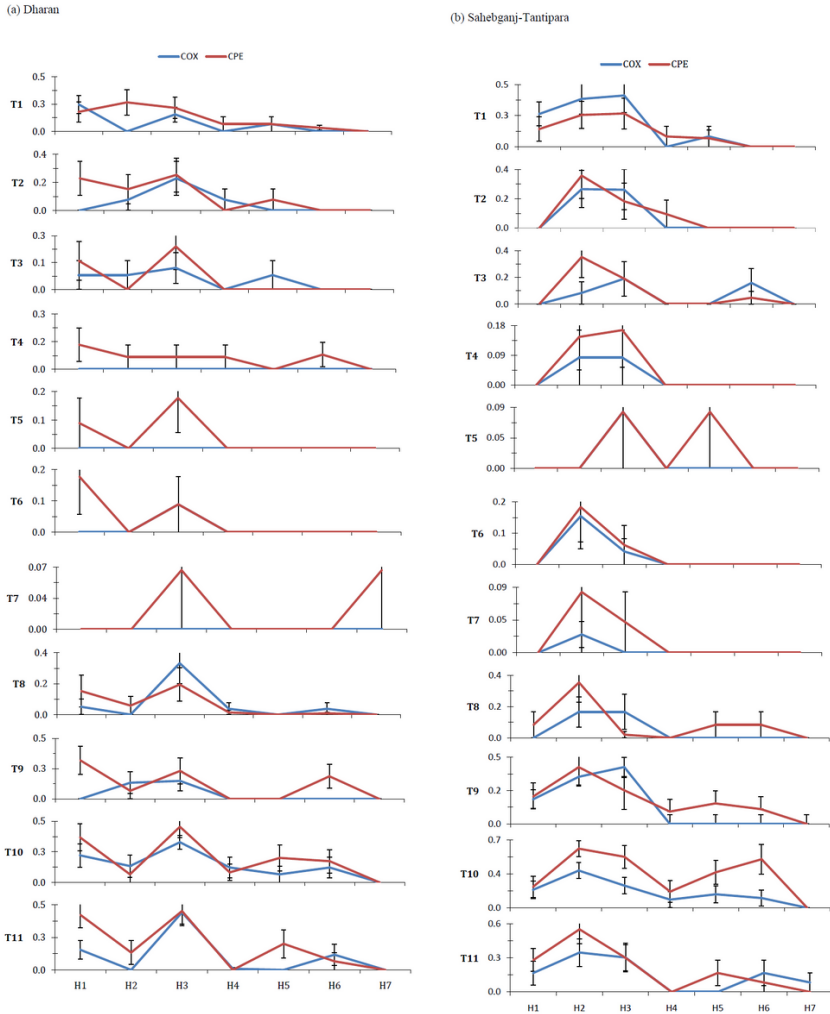 (a) Dharan
(b) Sahebganj-Tantipara
COX CPE
T1
0.5
0.3
0.0
T2
0.4
0.2
0.0
T3
0.3
0.1
0.0
T4
0.3
0.2
0.0
T5
0.2
0.1
0.0
T6
0.2
0.1
0.0
T7
0.07
0.04
0.00
T8
0.4
0.2
0.0
T9
0.5
0.3
0.0
T10
0.5
0.3
0.0
T11
0.5
0.3
0.0
H1 H2 H3 H4 H5 H6 H7
COX CPE
T1
0.5
0.3
0.0
T2
0.4
0.2
0.0
T3
0.4
0.2
0.0
T4
0.18
0.09
0.00
T5
0.09
0.05
0.00
T6
0.2
0.1
0.0
T7
0.09
0.05
0.00
T8
0.4
0.2
0.0
T9
0.5
0.2
0.0
T10
0.7
0.4
0.0
T11
0.6
0.3
0.0
H1 H2 H3 H4 H5 H6 H7